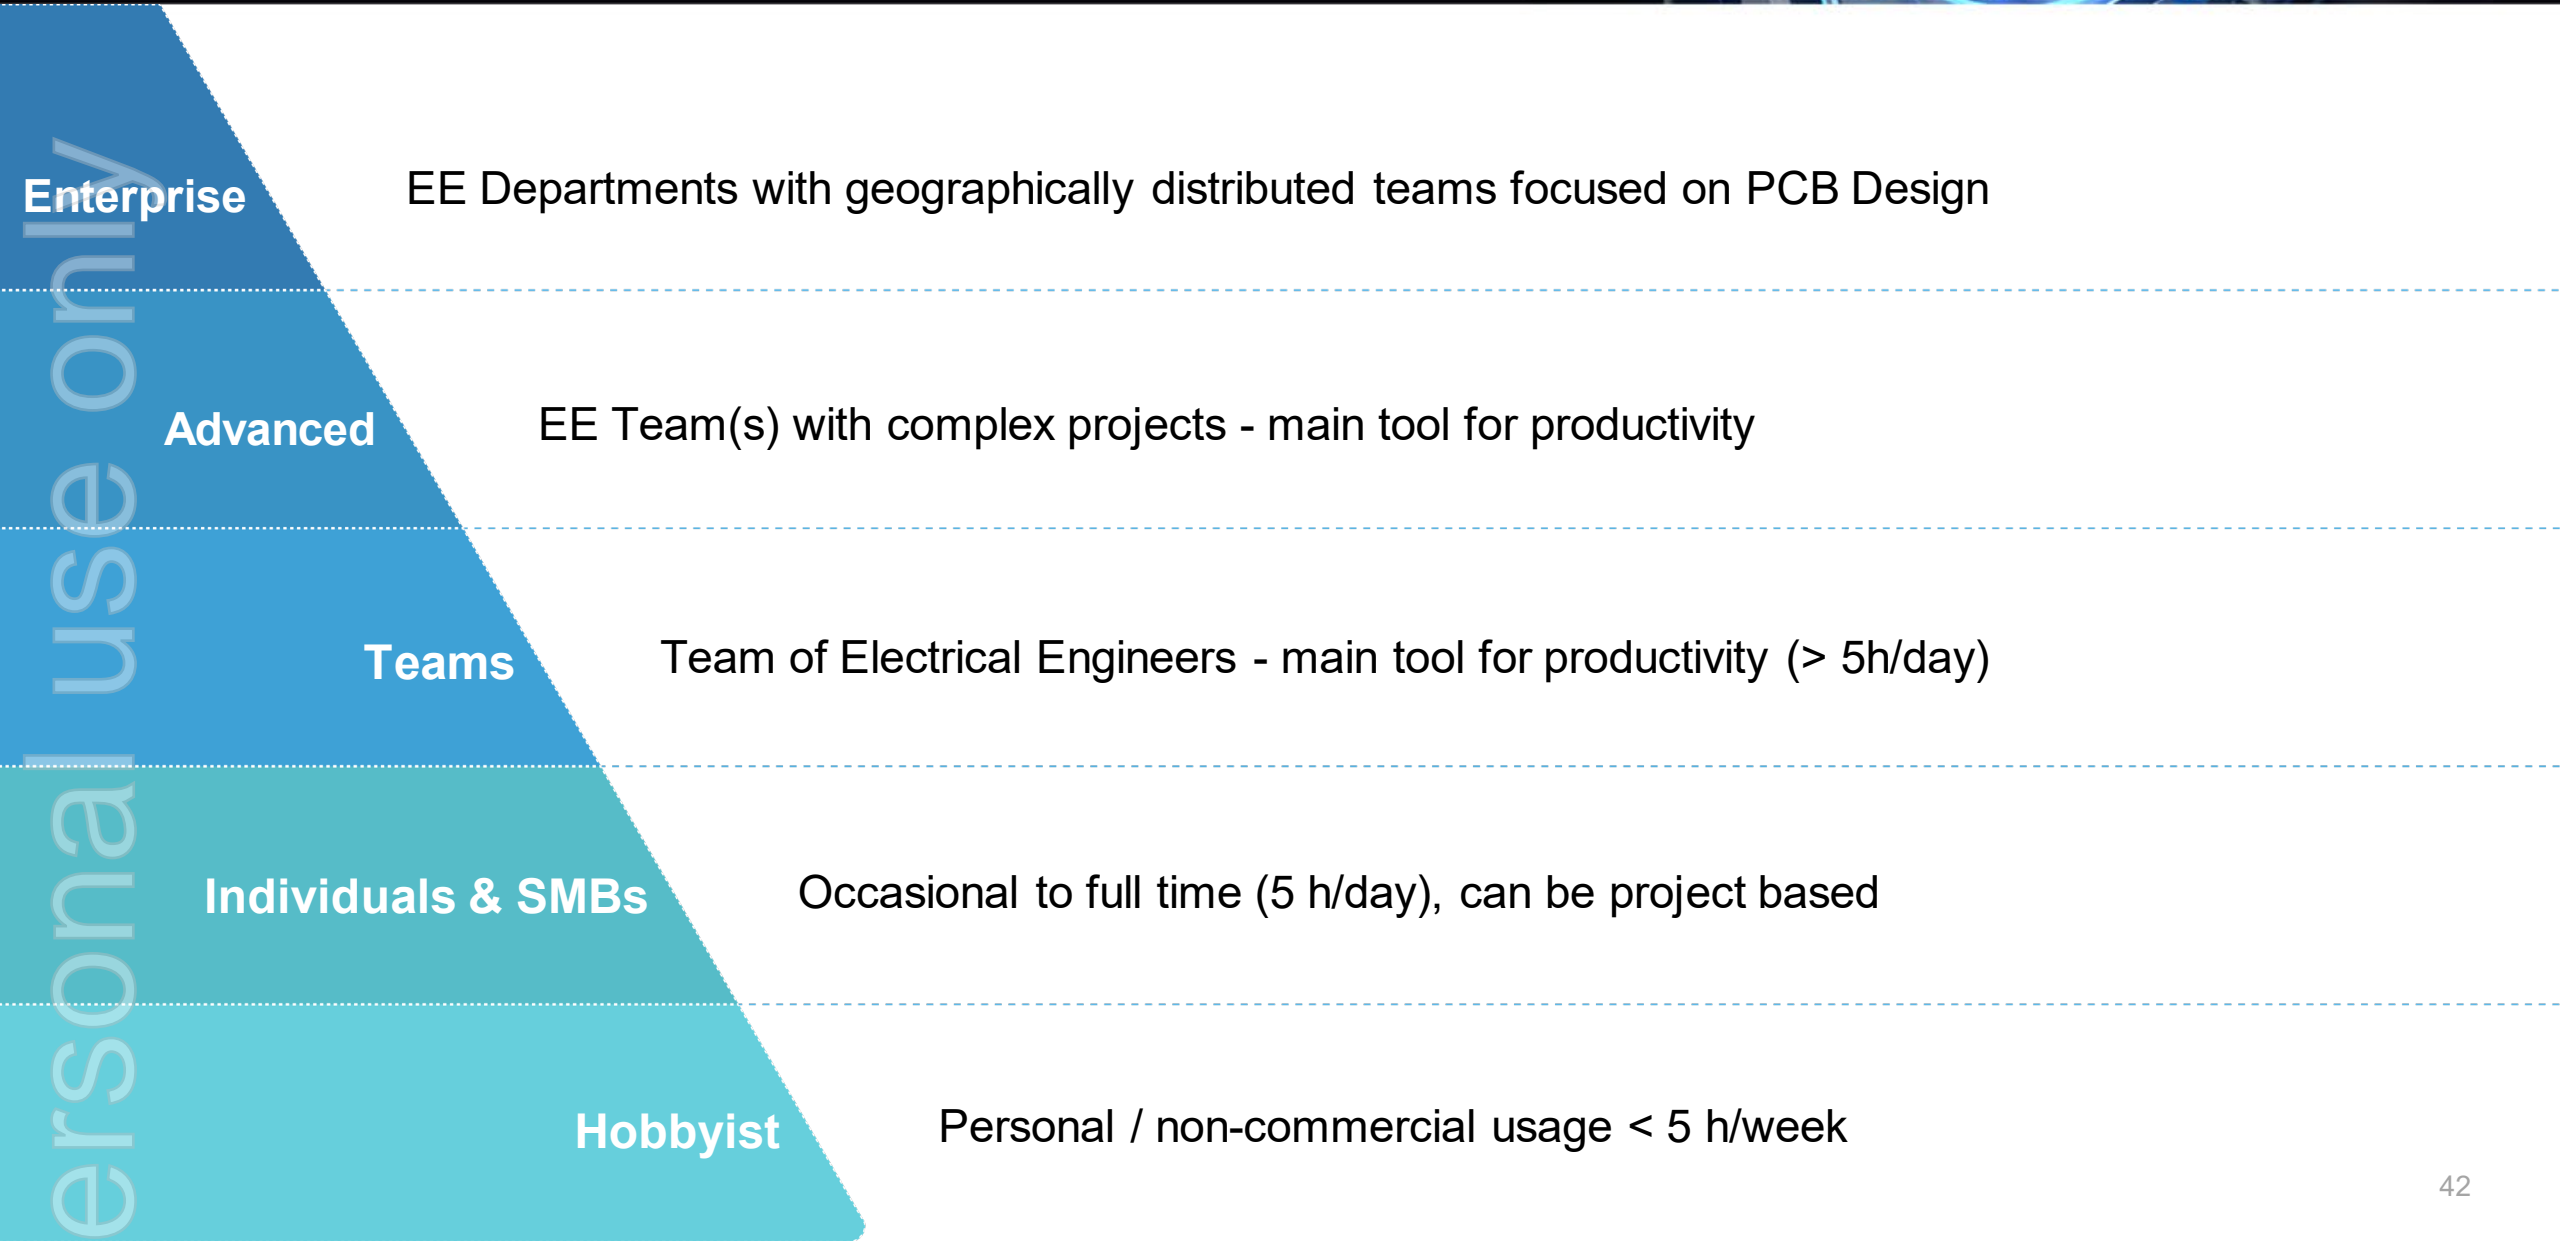 Enterprise
EE Departments with geographically distributed teams focused on PCB Design
Advanced
EE Team(s) with complex projects - main tool for productivity
Teams
Team of Electrical Engineers - main tool for productivity (> 5h/day)
Individuals & SMBs
Occasional to full time (5 h/day), can be project based
Hobbyist
Personal / non-commercial usage < 5 h/week
42
ersonal use only